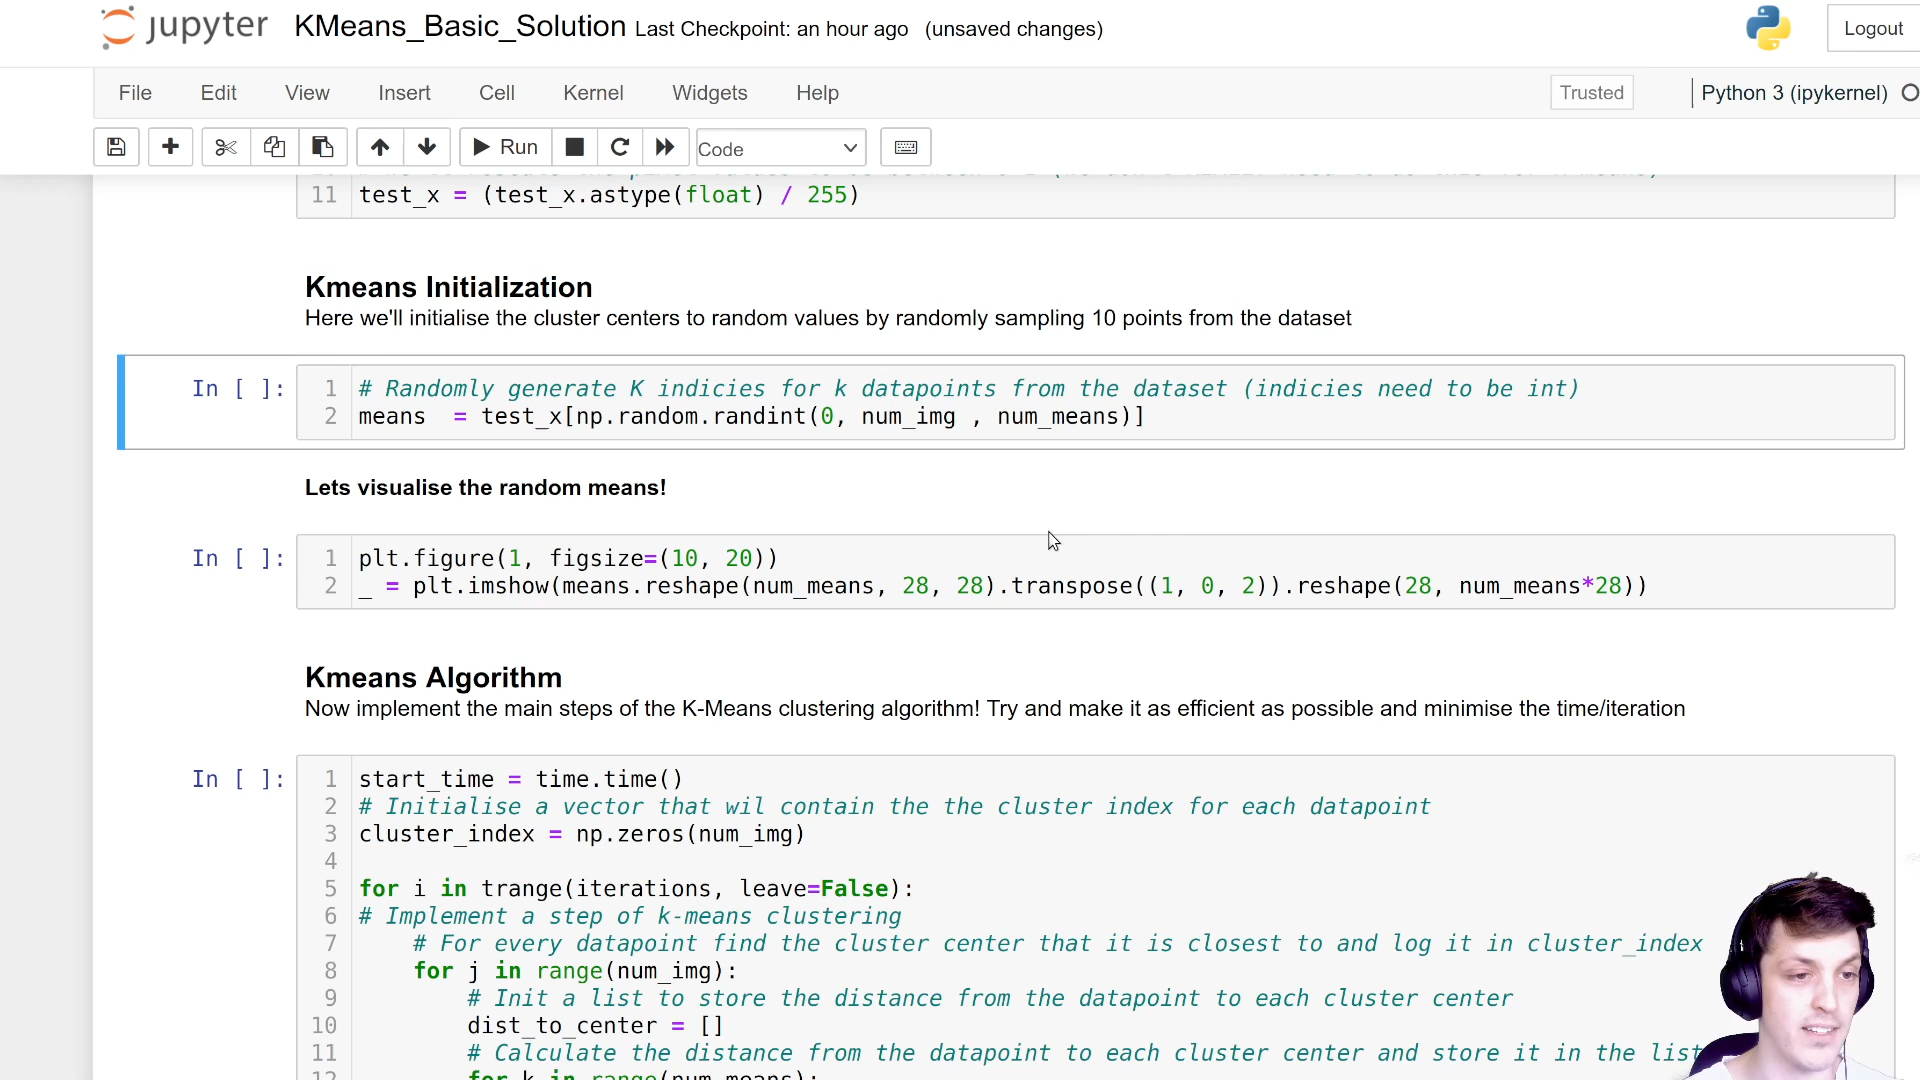 jupyter KMeans_Basic_Solution Last Checkpoint: an hour ago (unsaved changes) Logout
File Edit View Insert Cell Kernel Widgets Help Trusted Python 3 (ipykernel)
Run Code
11 test_x = (test_x.astype(float) / 255)
Kmeans Initialization
Here we'll initialise the cluster centers to random values by randomly sampling 10 points from the dataset
In [ ]: 1 # Randomly generate K indicies for k datapoints from the dataset (indicies need to be int)
2 means  = test_x[np.random.randint(0, num_img , num_means)]
Lets visualise the random means!
In [ ]: 1 plt.figure(1, figsize=(10, 20))
2 _ = plt.imshow(means.reshape(num_means, 28, 28).transpose((1, 0, 2)).reshape(28, num_means*28))
Kmeans Algorithm
Now implement the main steps of the K-Means clustering algorithm! Try and make it as efficient as possible and minimise the time/iteration
In [ ]: 1 start_time = time.time()
2 # Initialise a vector that wil contain the the cluster index for each datapoint
3 cluster_index = np.zeros(num_img)
4
5 for i in trange(iterations, leave=False):
6 # Implement a step of k-means clustering
7 # For every datapoint find the cluster center that it is closest to and log it in cluster_index
8 for j in range(num_img):
9 # Init a list to store the distance from the datapoint to each cluster center
10 dist_to_center = []
11 # Calculate the distance from the datapoint to each cluster center and store it in the list
12 for k in range(num_means):